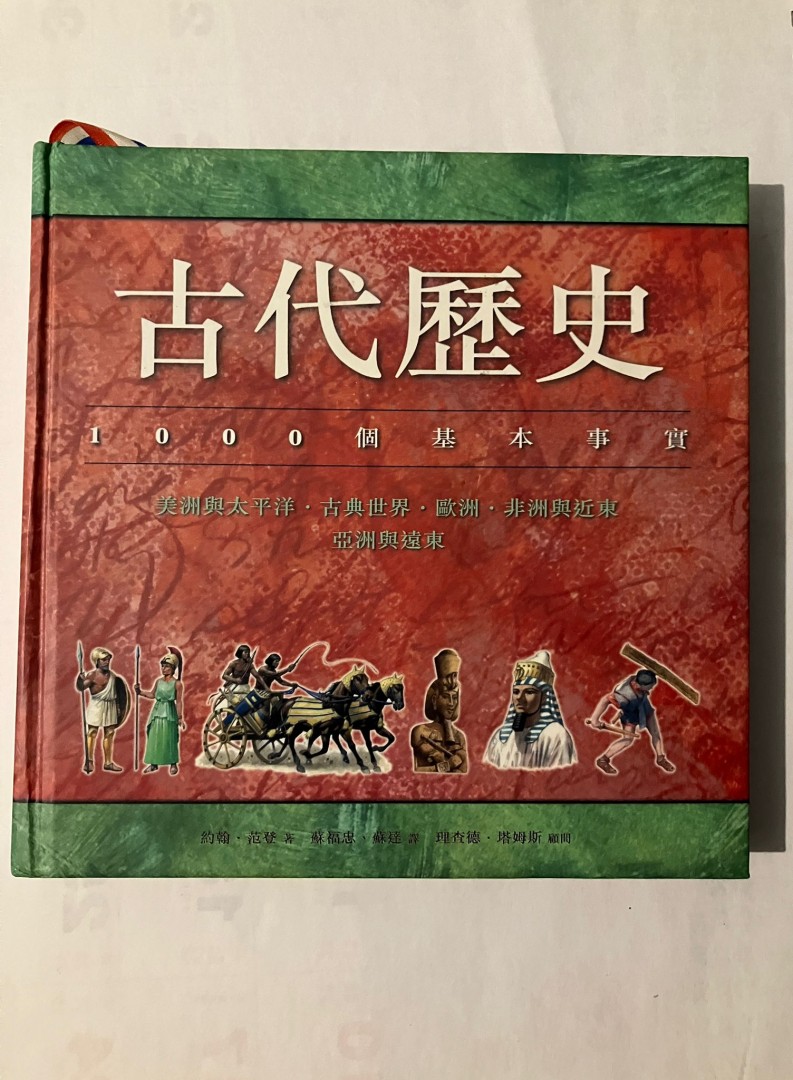 古代歷史
1000個基本事實
美洲與太平洋・古典世界・歐洲・非洲與近東
亞洲與遠東
約翰・范登 著 蘇福忠、蘇達 譯 理查德・塔姆斯 顧問